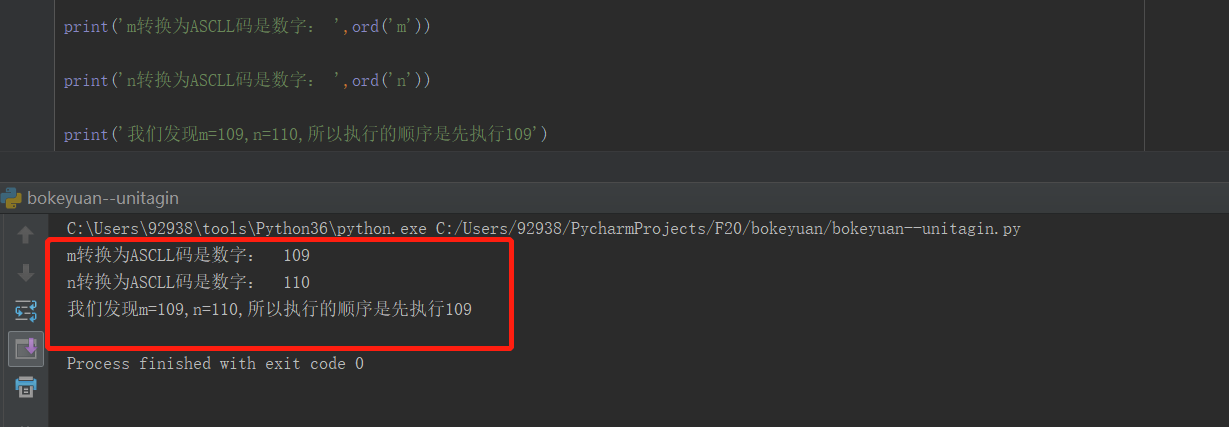 print('m转换为ASCLL码是数字： ',ord('m'))
print('n转换为ASCLL码是数字： ',ord('n'))
print('我们发现m=109,n=110,所以执行的顺序是先执行109')
bokeyuan--unitagin
C:\Users\92938\tools\Python36\python.exe C:/Users/92938/PycharmProjects/F20/bokeyuan/bokeyuan--unitagin.py
m转换为ASCLL码是数字：  109
n转换为ASCLL码是数字：  110
我们发现m=109,n=110,所以执行的顺序是先执行109
Process finished with exit code 0